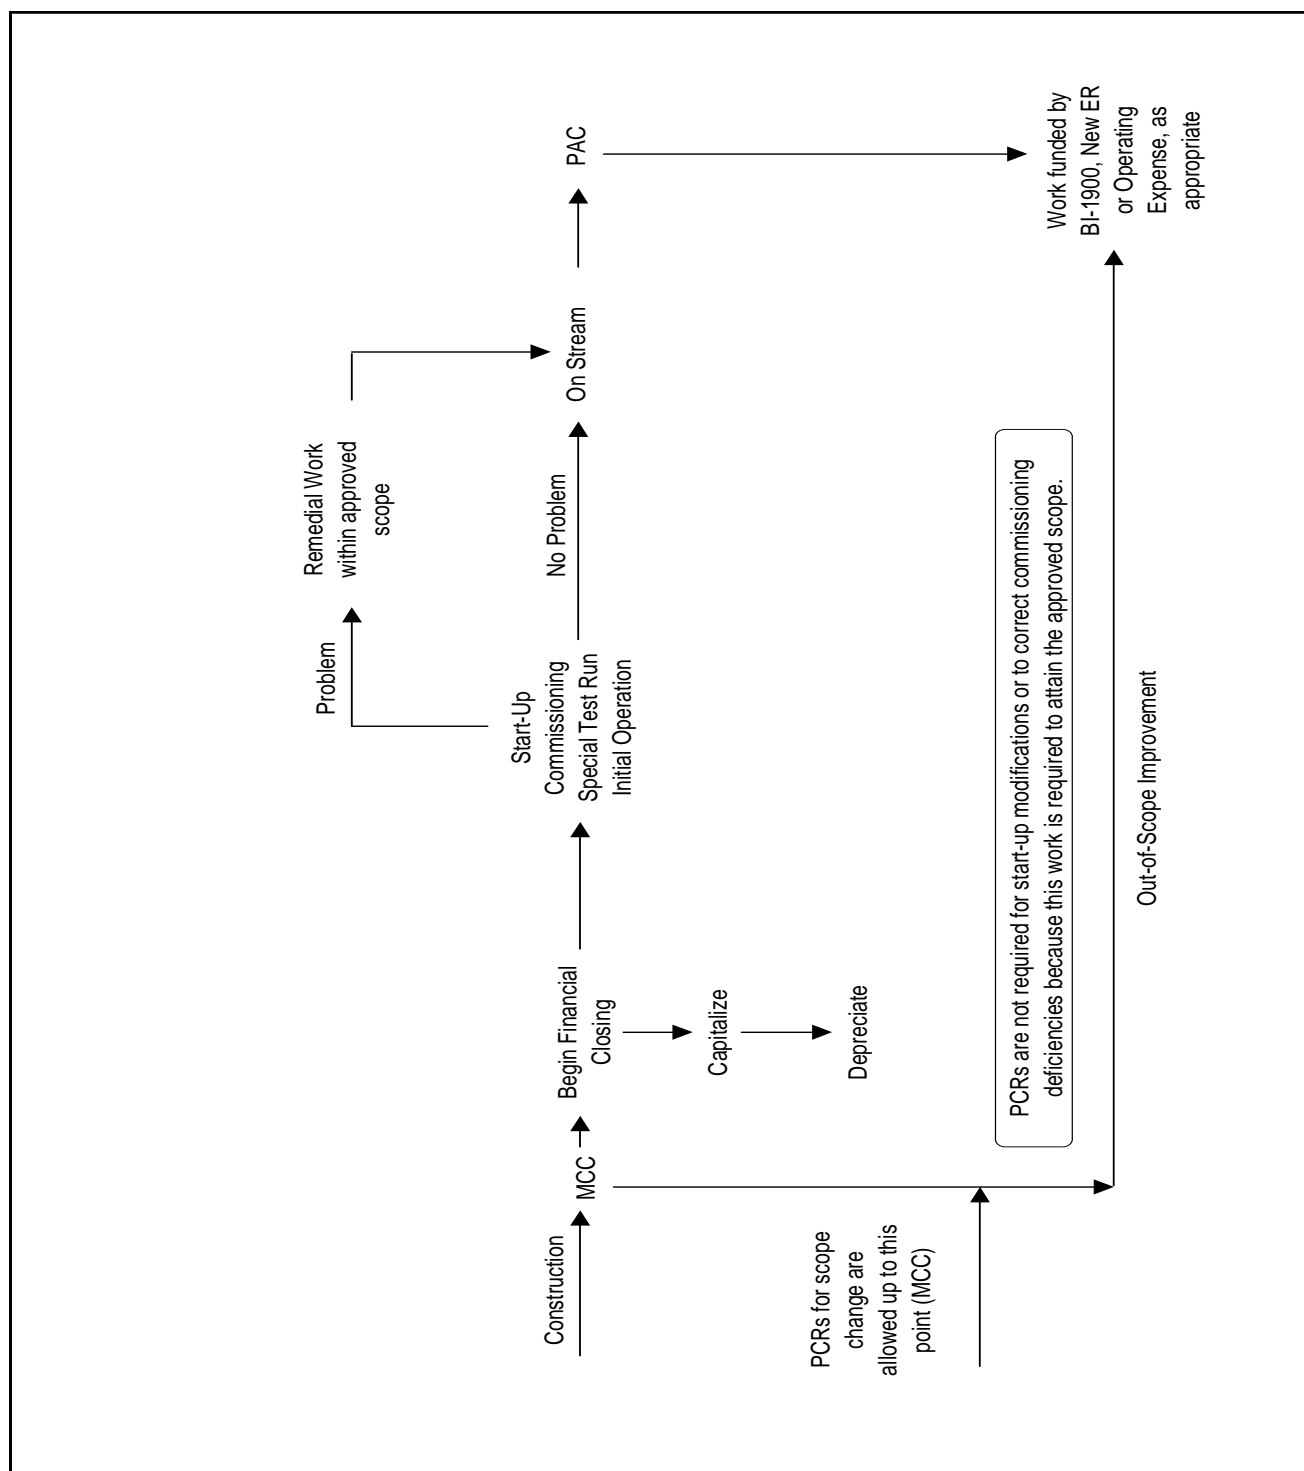 Problem
Remedial Work
within approved
scope
Construction
MCC
Begin Financial
Closing
Start-Up
Commissioning
Special Test Run
Initial Operation
No Problem
On Stream
PAC
Capitalize
Depreciate
PCRs for scope
change are
allowed up to this
point (MCC)
PCRs are not required for start-up modifications or to correct commissioning
deficiencies because this work is required to attain the approved scope.
Work funded by
BI-1900, New ER
or Operating
Expense, as
appropriate
Out-of-Scope Improvement